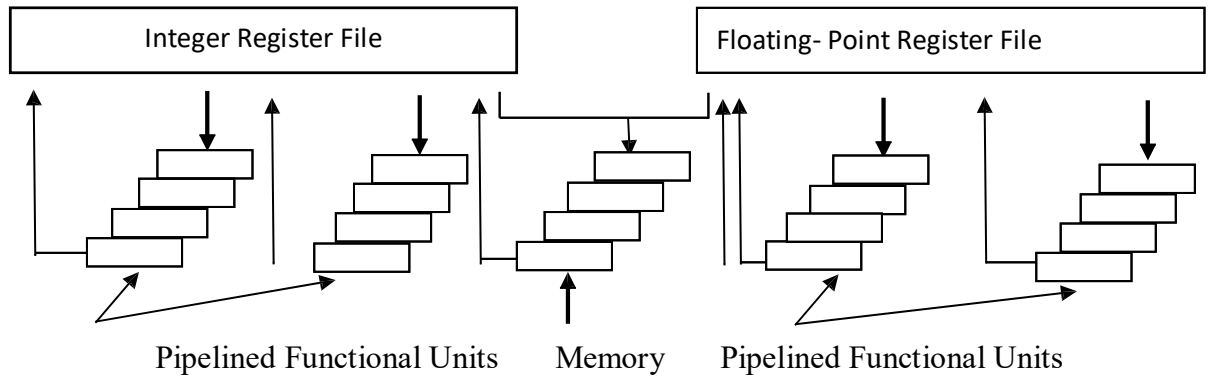 Integer Register File
Floating- Point Register File
Pipelined Functional Units
Memory
Pipelined Functional Units